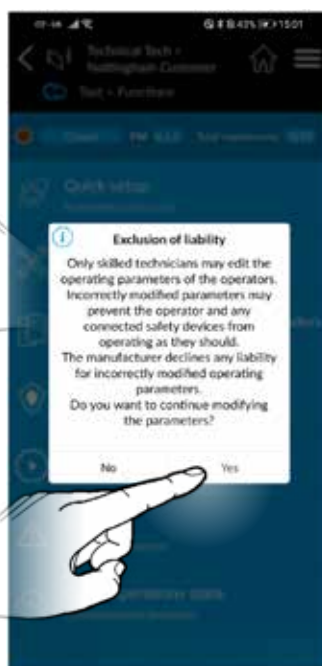 15:01
Technical Tech >
Nottingham Customer
Test > Functions
Quick setup
Exclusion of liability
Only skilled technicians may edit the
operating parameters of the operators.
Incorrectly modified parameters may
prevent the operator and any
connected safety devices from
operating as they should.
The manufacturer declines any liability
for incorrectly modified operating
parameters.
Do you want to continue modifying
the parameters?
No Yes